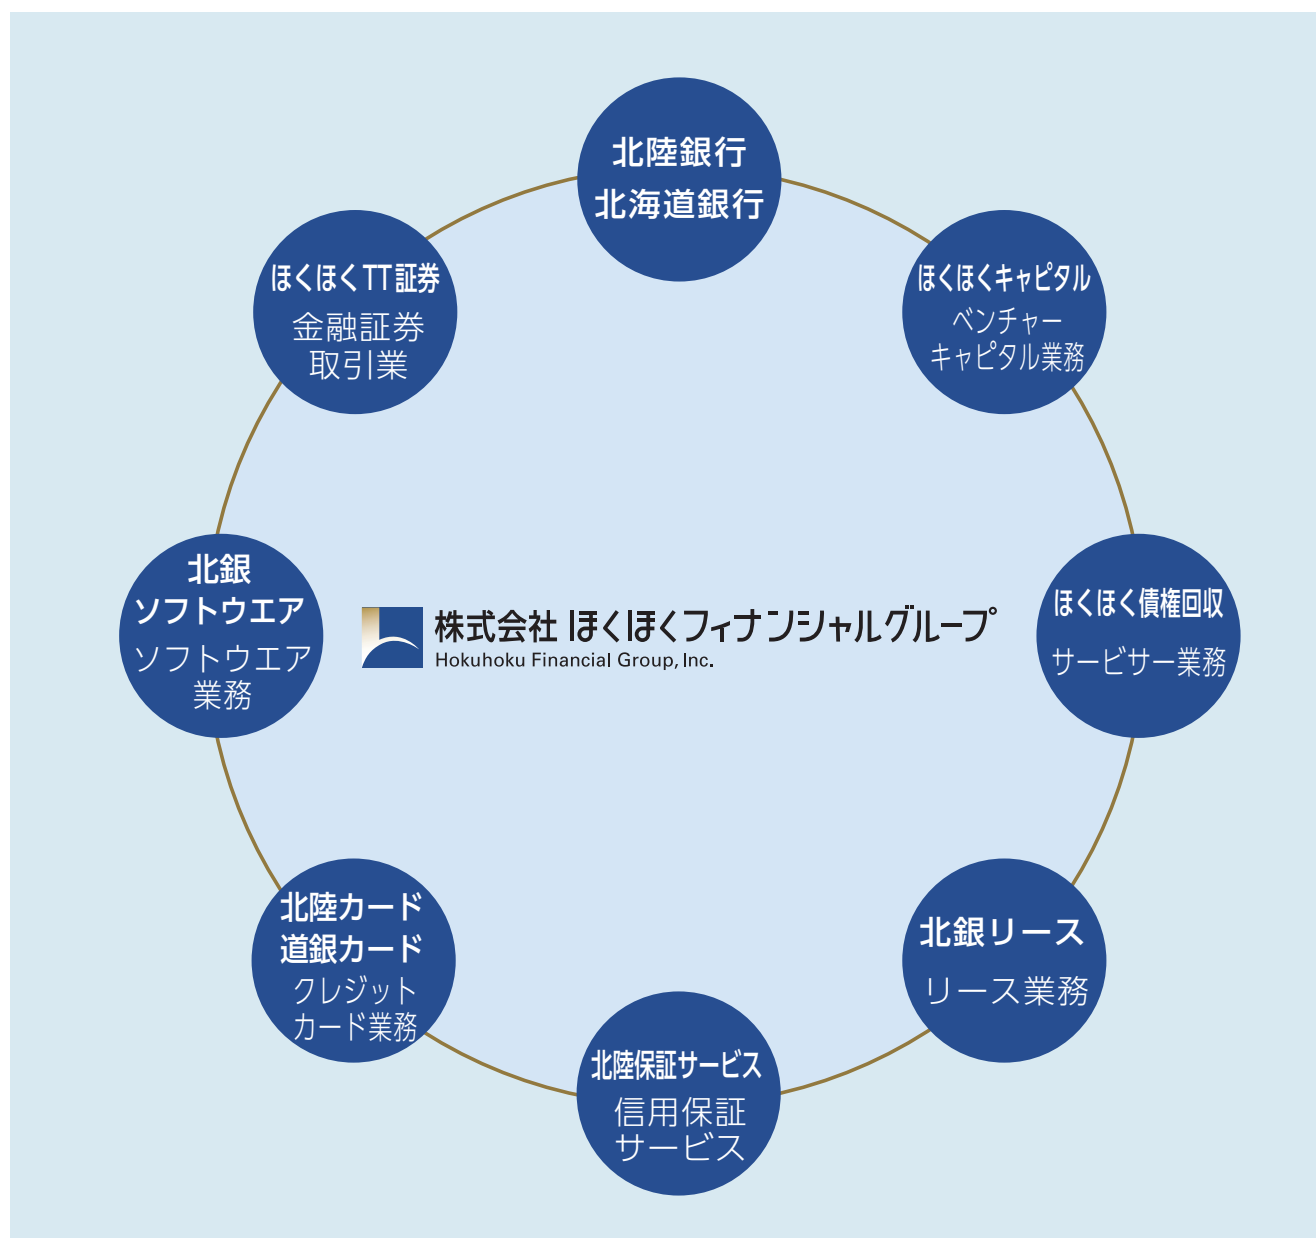 北陸銀行
北海道銀行
ほくほくTT証券
金融証券
取引業
ほくほくキャピタル
ベンチャー
キャピタル業務
北銀
ソフトウエア
ソフトウエア
業務
株式会社 ほくほくフィナンシャルグループ
Hokuhoku Financial Group, Inc.
ほくほく債権回収
サービサー業務
北陸カード
道銀カード
クレジット
カード業務
北銀リース
リース業務
北陸保証サービス
信用保証
サービス